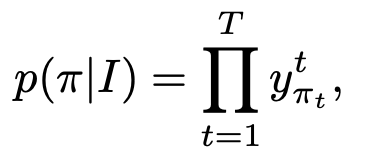 p(π|I) = ∏_{t=1}^{T} y^t_{π_t},